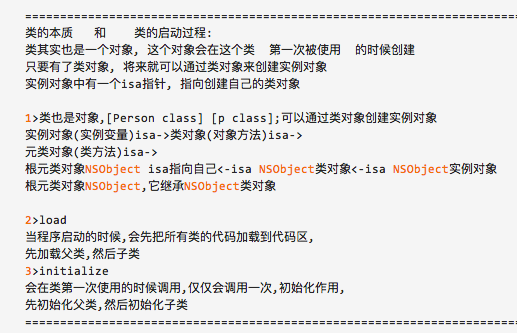 ==================================================================
类的本质   和    类的启动过程:
类其实也是一个对象, 这个对象会在这个类  第一次被使用  的时候创建
只要有了类对象, 将来就可以通过类对象来创建实例对象
实例对象中有一个isa指针, 指向创建自己的类对象
1>类也是对象,[Person class] [p class];可以通过类对象创建实例对象
实例对象(实例变量)isa->类对象(对象方法)isa->
元类对象(类方法)isa->
根元类对象NSObject isa指向自己<-isa NSObject类对象<-isa NSObject实例对象
根元类对象NSObject,它继承NSObject类对象
2>load
当程序启动的时候,会先把所有类的代码加载到代码区,
先加载父类,然后子类
3>initialize
会在类第一次使用的时候调用,仅仅会调用一次,初始化作用,
先初始化父类,然后初始化子类
==================================================================